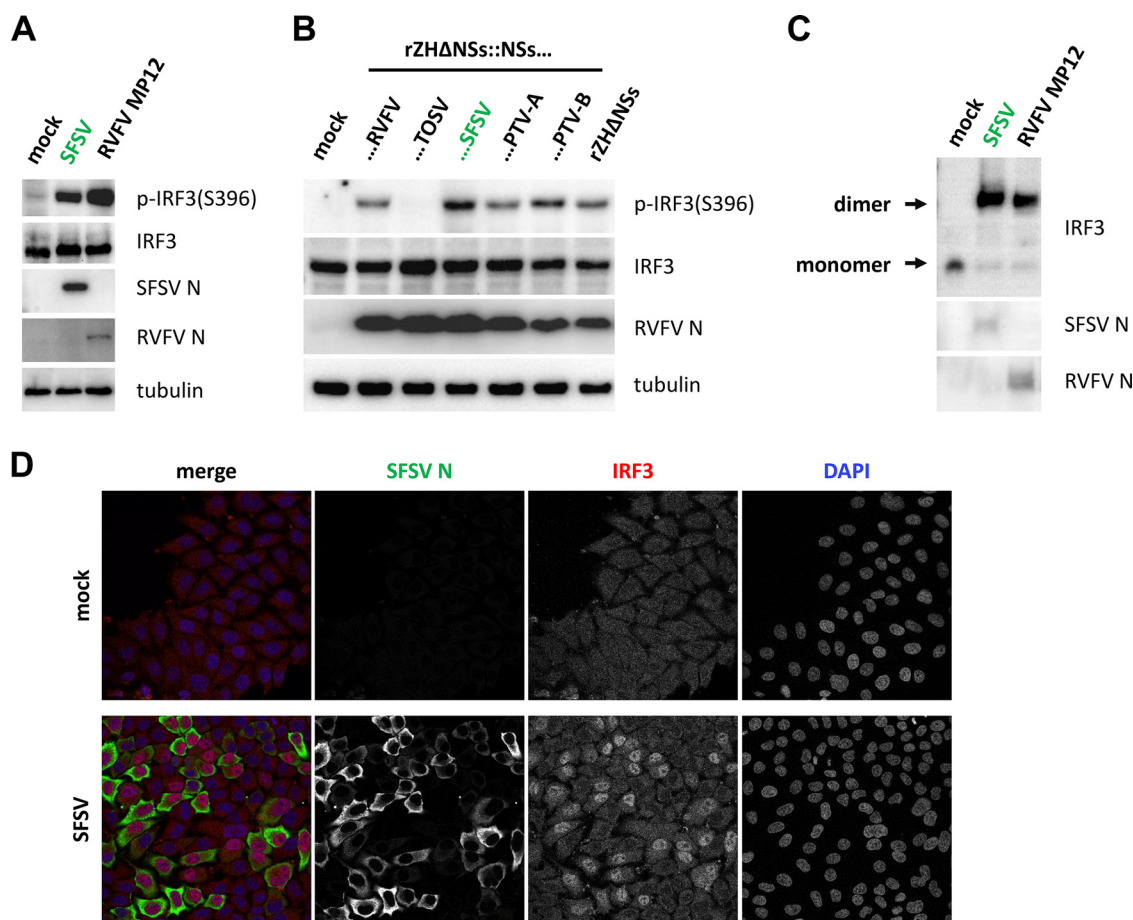 A
mock
SFSV
RVFV MP12
p-IRF3(S396)
IRF3
SFSV N
RVFV N
tubulin
B
rZHΔNSs::NSs...
mock
...RVFV
...TOSV
...SFSV
...PTV-A
...PTV-B
rZHΔNSs
p-IRF3(S396)
IRF3
RVFV N
tubulin
C
mock
SFSV
RVFV MP12
dimer
monomer
IRF3
SFSV N
RVFV N
D
merge
SFSV N
IRF3
DAPI
mock
SFSV